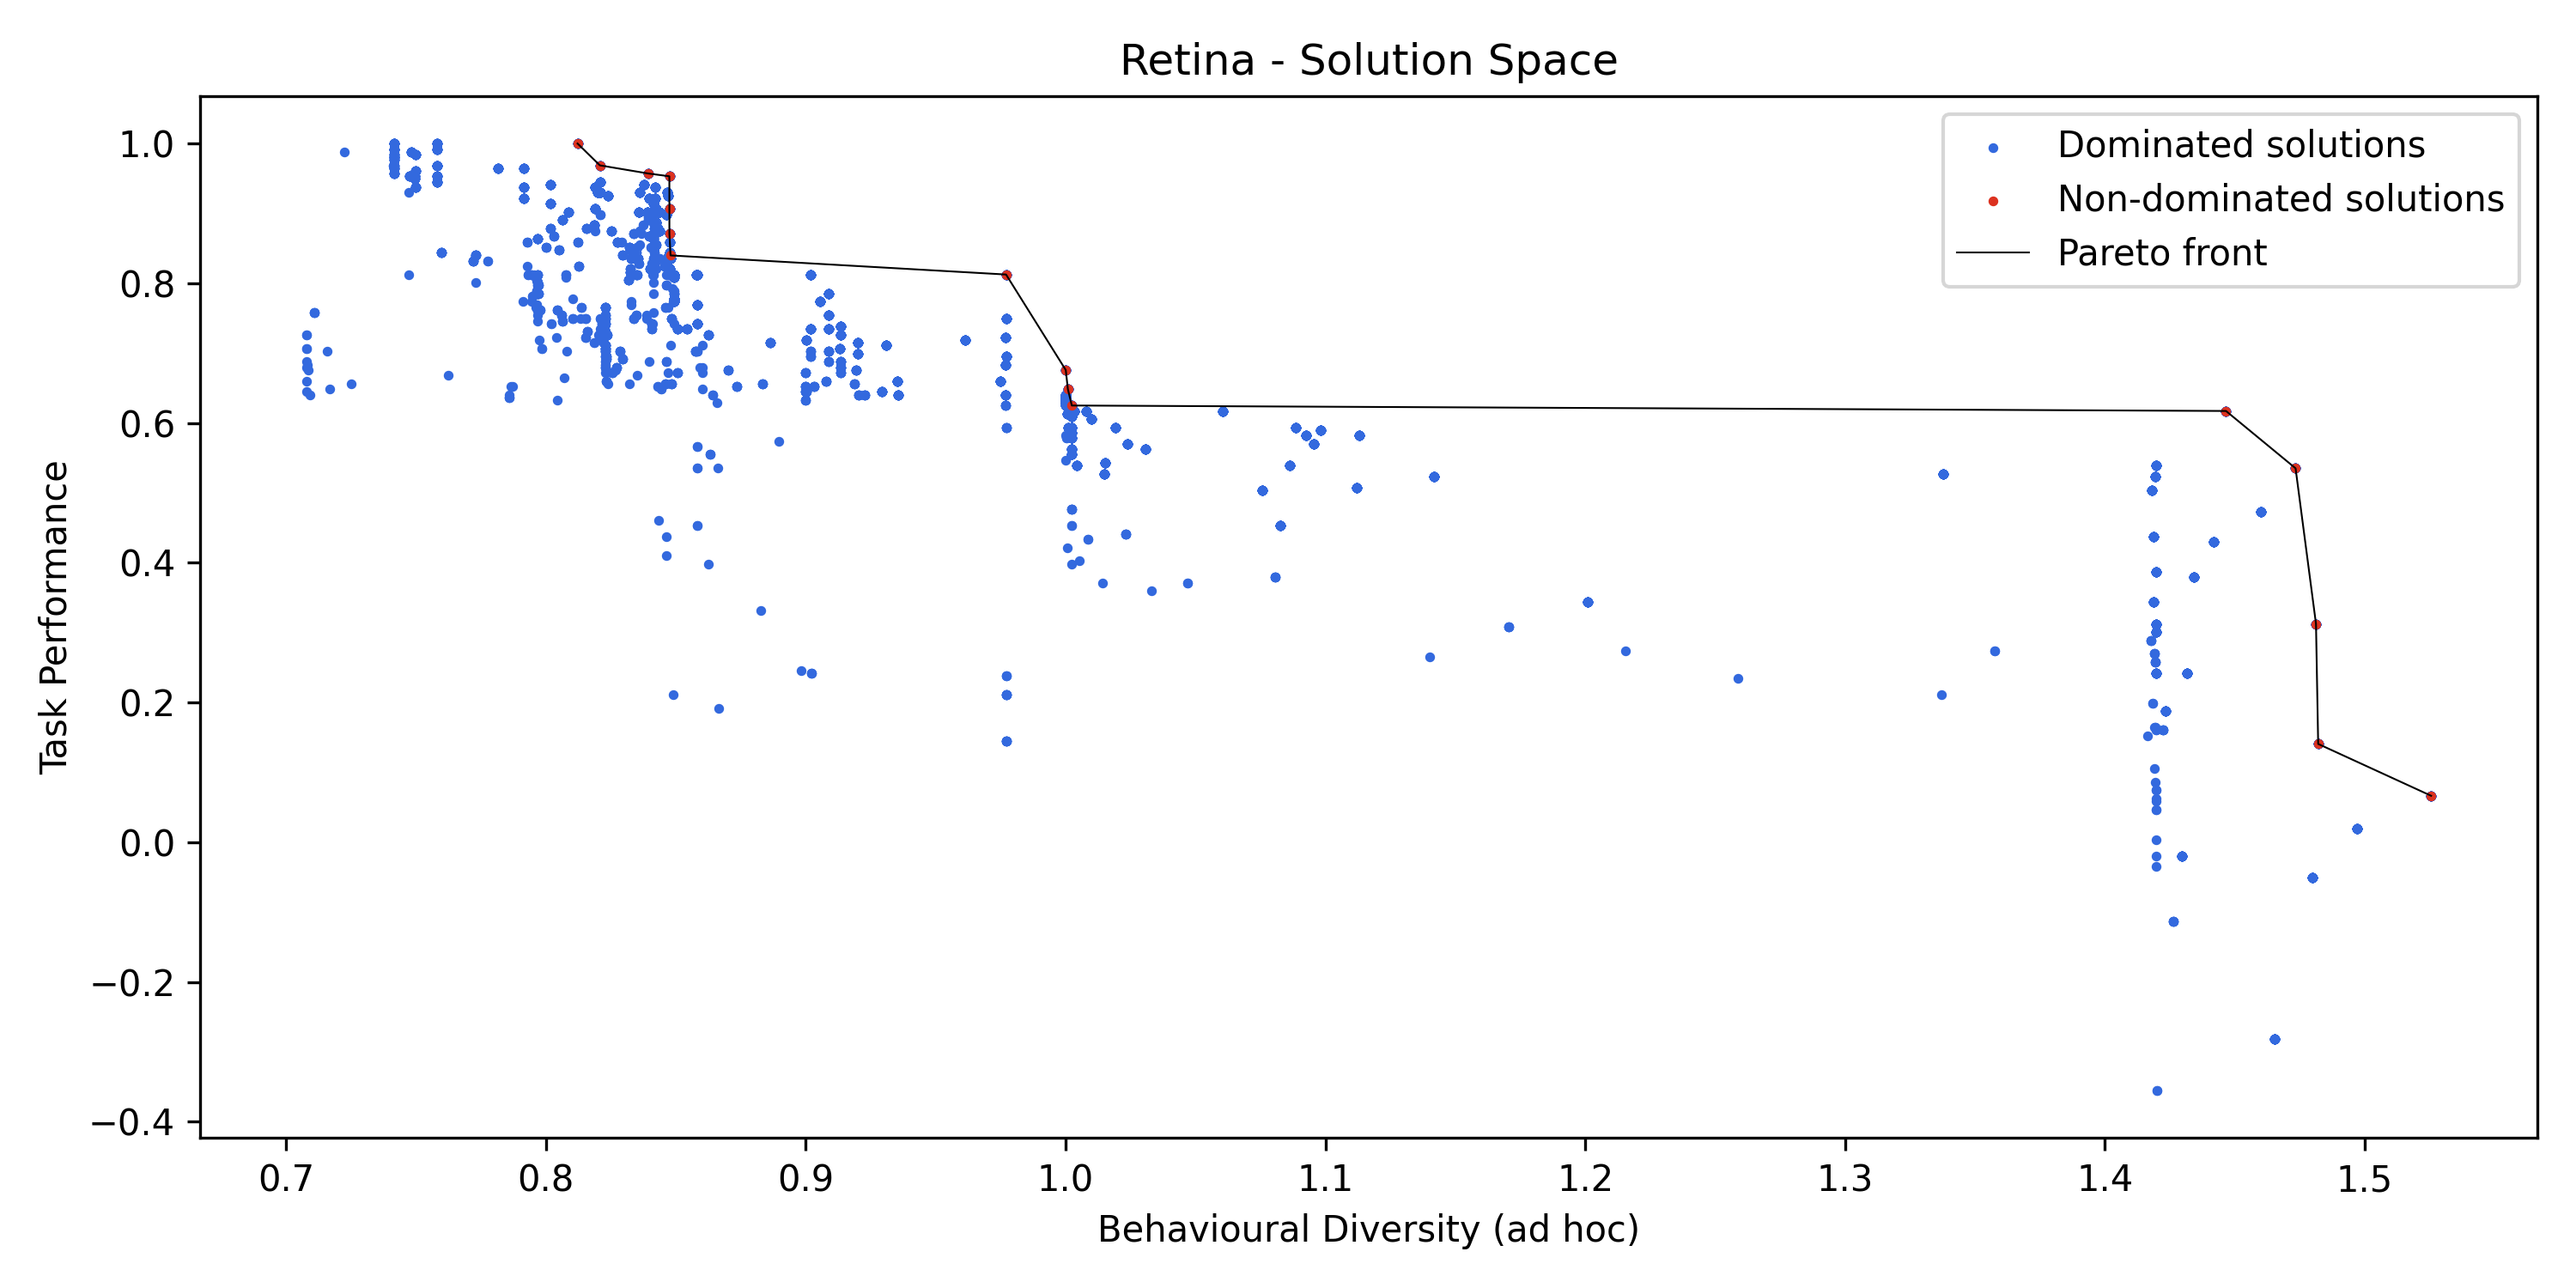 Retina - Solution Space
Dominated solutions
Non-dominated solutions
Pareto front
Task Performance
1.0
0.8
0.6
0.4
0.2
0.0
−0.2
−0.4
0.7 0.8 0.9 1.0 1.1 1.2 1.3 1.4 1.5
Behavioural Diversity (ad hoc)